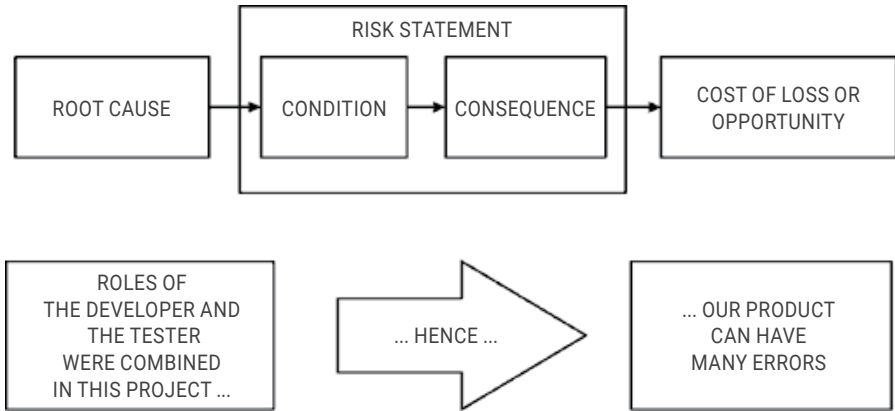 RISK STATEMENT
ROOT CAUSE
CONDITION
CONSEQUENCE
COST OF LOSS OR
OPPORTUNITY
ROLES OF
THE DEVELOPER AND
THE TESTER
WERE COMBINED
IN THIS PROJECT ...
... HENCE ...
... OUR PRODUCT
CAN HAVE
MANY ERRORS